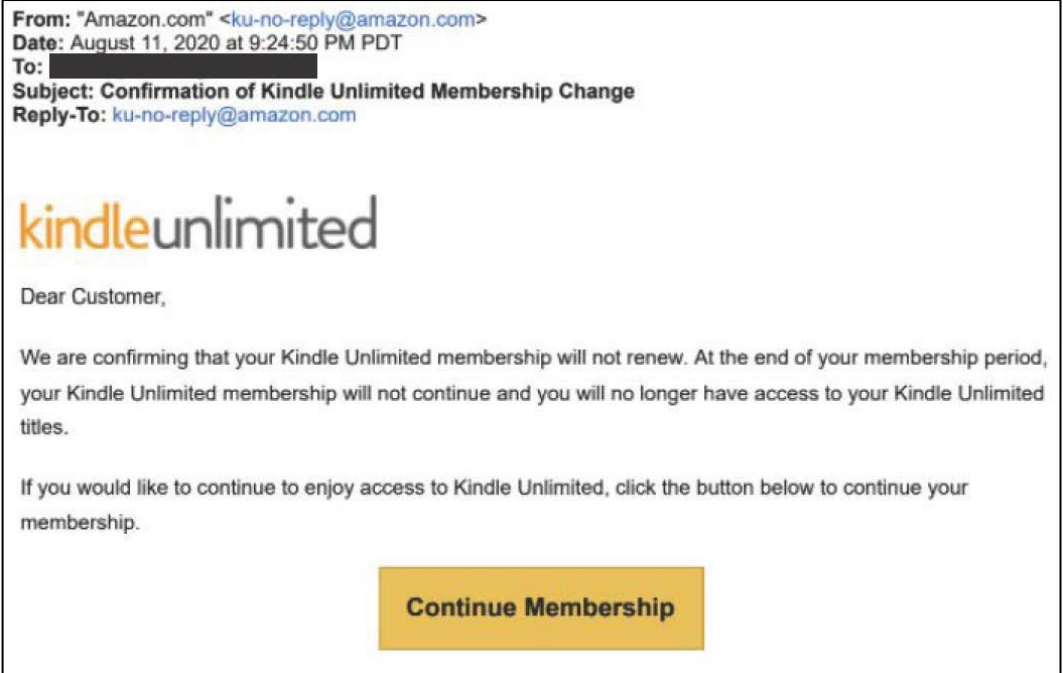 From: "Amazon.com" <ku-no-reply@amazon.com>
Date: August 11, 2020 at 9:24:50 PM PDT
To:
Subject: Confirmation of Kindle Unlimited Membership Change
Reply-To: ku-no-reply@amazon.com
kindleunlimited
Dear Customer,
We are confirming that your Kindle Unlimited membership will not renew. At the end of your membership period,
your Kindle Unlimited membership will not continue and you will no longer have access to your Kindle Unlimited
titles.
If you would like to continue to enjoy access to Kindle Unlimited, click the button below to continue your
membership.
Continue Membership